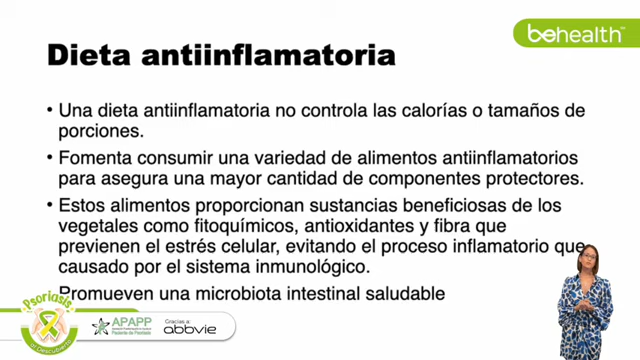 behealth
Dieta antiinflamatoria
• Una dieta antiinflamatoria no controla las calorías o tamaños de
porciones.
• Fomenta consumir una variedad de alimentos antiinflamatorios
para asegura una mayor cantidad de componentes protectores.
• Estos alimentos proporcionan sustancias beneficiosas de los
vegetales como fitoquímicos, antioxidantes y fibra que
previenen el estrés celular, evitando el proceso inflamatorio que
causado por el sistema inmunológico.
Promueven una microbiota intestinal saludable
Psoriasis
al Descubierto
APAPP
Gracias a:
abbvie